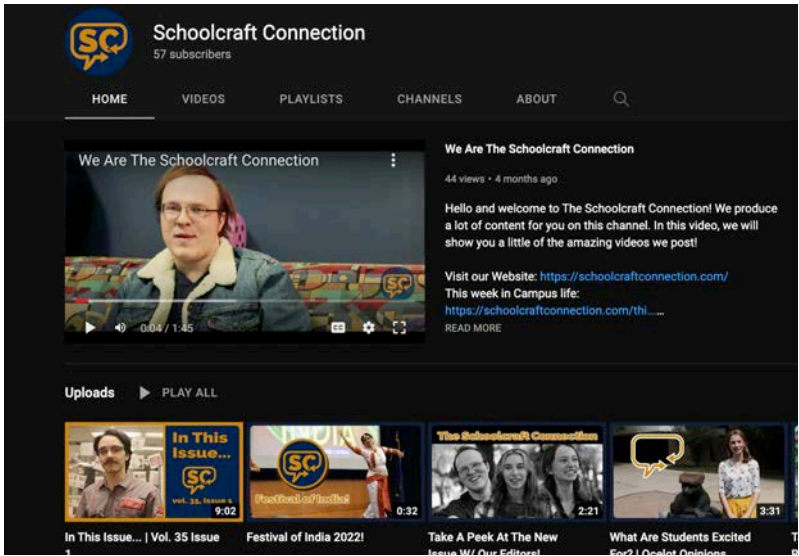 SC
Schoolcraft Connection
57 subscribers
HOME VIDEOS PLAYLISTS CHANNELS ABOUT
We Are The Schoolcraft Connection
SC
0:04 / 1:45
CC
We Are The Schoolcraft Connection
44 views • 4 months ago
Hello and welcome to The Schoolcraft Connection! We produce
a lot of content for you on this channel. In this video, we will
show you a little of the amazing videos we post!
Visit our Website: https://schoolcraftconnection.com/
This week in Campus life:
https://schoolcraftconnection.com/thi......
READ MORE
Uploads PLAY ALL
In This
Issue...
SC
vol. 35, Issue 1
9:02
In This Issue... | Vol. 35 Issue
1
INDIA
SC
Festival of India!
0:32
Festival of India 2022!
The Schoolcraft Connection
2:21
Take A Peek At The New
Issue W/ Our Editors!
3:31
What Are Students Excited
For? | Ocelot Opinions